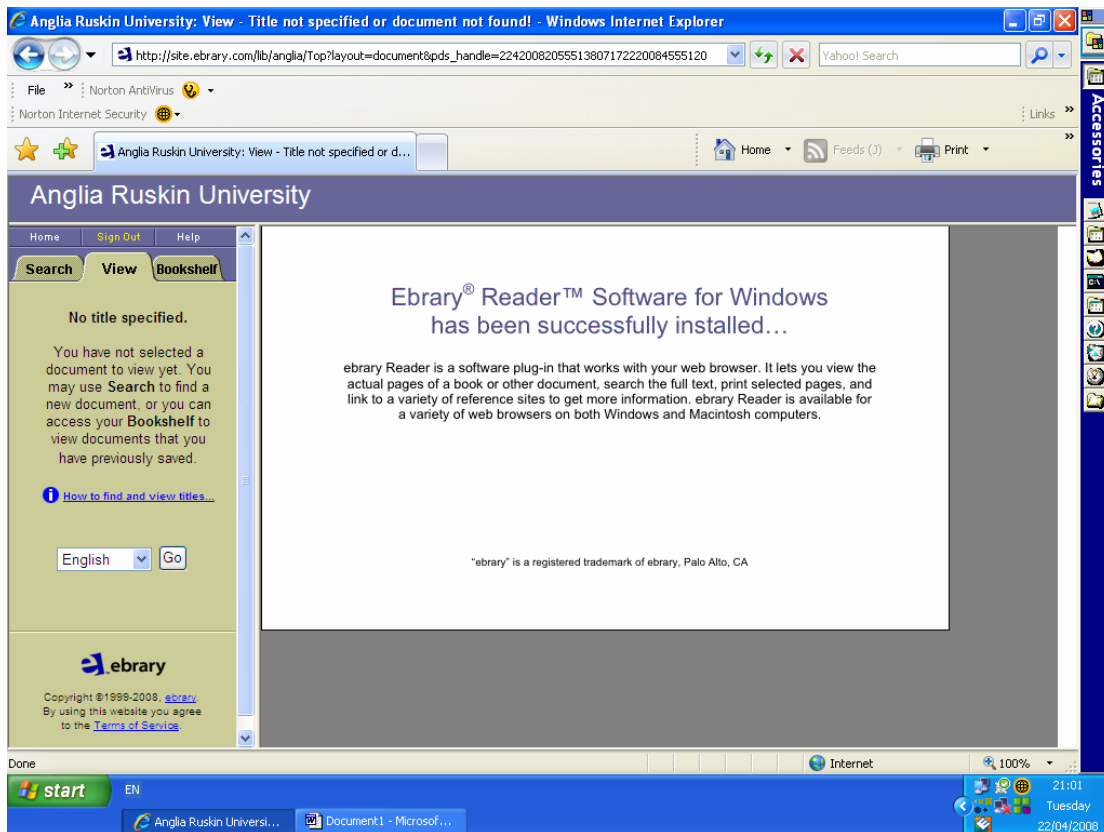 Anglia Ruskin University: View - Title not specified or document not found! - Windows Internet Explorer
http://site.ebrary.com/lib/anglia/Top?layout=document&pds_handle=22420082055513807172220084555120
Yahoo! Search
File » Norton AntiVirus
Norton Internet Security
Links »
Anglia Ruskin University: View - Title not specified or d...
Home
Feeds (J)
Print
»
Accessories
Anglia Ruskin University
Home Sign Out Help
Search View Bookshelf
No title specified.
You have not selected a
document to view yet. You
may use Search to find a
new document, or you can
access your Bookshelf to
view documents that you
have previously saved.
How to find and view titles...
English Go
ebrary
Copyright ©1999-2008, ebrary.
By using this website you agree
to the Terms of Service.
Ebrary® Reader™ Software for Windows
has been successfully installed…
ebrary Reader is a software plug-in that works with your web browser. It lets you view the
actual pages of a book or other document, search the full text, print selected pages, and
link to a variety of reference sites to get more information. ebrary Reader is available for
a variety of web browsers on both Windows and Macintosh computers.
"ebrary" is a registered trademark of ebrary, Palo Alto, CA
Done
Internet
100%
start
EN
Anglia Ruskin Universi...
Document1 - Microsof...
21:01
Tuesday
22/04/2008